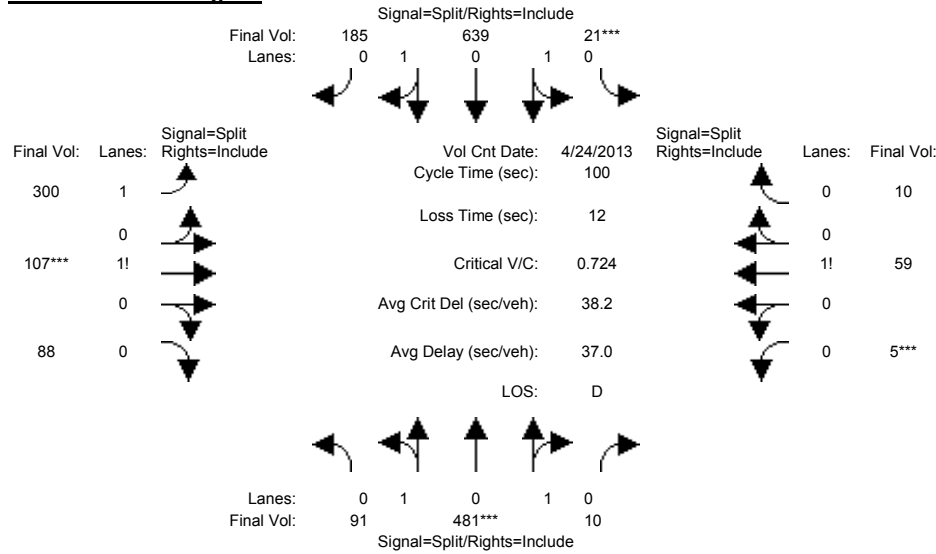 Signal=Split/Rights=Include
Final Vol: 185 639 21***
Lanes: 0 1 0 1 0
Signal=Split
Final Vol: Lanes: Rights=Include
Vol Cnt Date: 4/24/2013
Signal=Split
Rights=Include Lanes: Final Vol:
Cycle Time (sec): 100
300 1
0 10
Loss Time (sec): 12
0
0
107*** 1!
Critical V/C: 0.724
1! 59
0
Avg Crit Del (sec/veh): 38.2
0
88 0
Avg Delay (sec/veh): 37.0
0 5***
LOS: D
Lanes: 0 1 0 1 0
Final Vol: 91 481*** 10
Signal=Split/Rights=Include